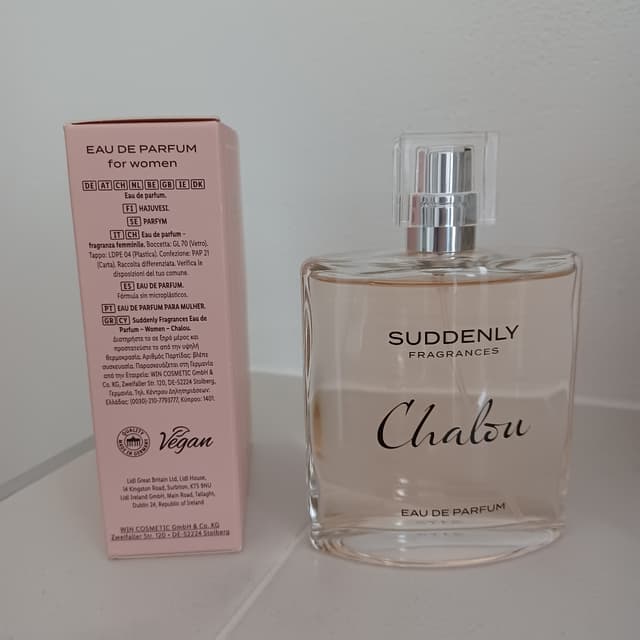 EAU DE PARFUM
for women
DE AT CH NL BE GB IE DK
Eau de parfum.
FI HAJUVESI.
SE PARFYM
IT CH Eau de parfum –
fragranza femminile. Boccetta: GL 70 (Vetro),
Tappo: LDPE 04 (Plastica). Confezione: PAP 21
(Carta). Raccolta differenziata. Verifica le
disposizioni del tuo comune.
ES EAU DE PARFUM.
Fórmula sin microplásticos.
PT EAU DE PARFUM PARA MULHER.
GR CY Suddenly Fragrances Eau de
Parfum – Women – Chalou.
Διατηρήστε το σε ξηρό μέρος και
προστατεύστε το από την υψηλή
θερμοκρασία. Αριθμός Παρτίδας: βλέπε
συσκευασία. Παρασκευάζεται στη Γερμανία
από την Εταιρεία: WIN COSMETIC GmbH &
Co. KG, Zweifaller Str. 120, DE-52224 Stolberg,
Γερμανία. Τηλ. Κέντρου Δηλητηριάσεων:
Ελλάδας: (0030)-210-7793777, Κύπρου: 1401.
QUALITY
MADE IN GERMANY
Vegan
Lidl Great Britain Ltd, Lidl House,
14 Kingston Road, Surbiton, KT5 9NU
Lidl Ireland GmbH, Main Road, Tallaght,
Dublin 24, Republic of Ireland
WIN COSMETIC GmbH & Co. KG
Zweifaller Str. 120 • DE-52224 Stolberg
SUDDENLY
FRAGRANCES
Chalou
EAU DE PARFUM